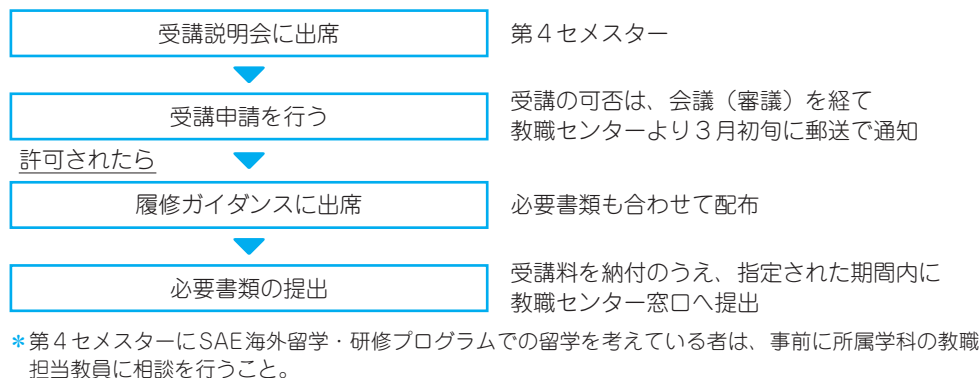 受講説明会に出席
第４セメスター
受講申請を行う
受講の可否は、会議（審議）を経て
教職センターより３月初旬に郵送で通知
許可されたら
履修ガイダンスに出席
必要書類も合わせて配布
必要書類の提出
受講料を納付のうえ、指定された期間内に
教職センター窓口へ提出
＊第４セメスターにSAE海外留学・研修プログラムでの留学を考えている者は、事前に所属学科の教職
担当教員に相談を行うこと。